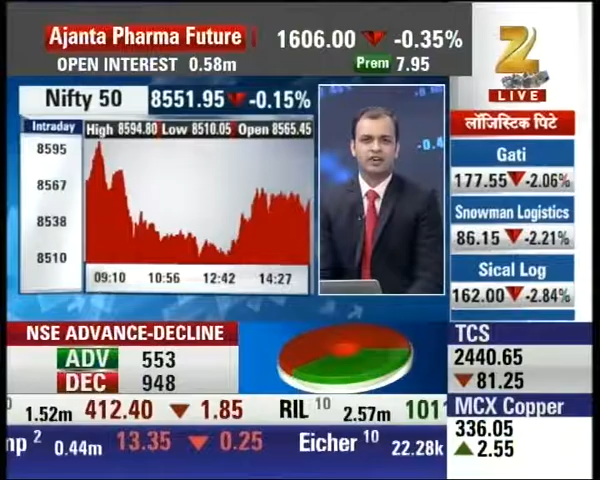 Ajanta Pharma Future 1606.00 -0.35%
OPEN INTEREST 0.58m Prem 7.95
LIVE
Nifty 50 8551.95 -0.15%
Intraday High 8594.80 Low 8510.05 Open 8565.45
8595
8567
8538
8510
09:10 10:56 12:42 14:27
-0.4
लॉजिस्टिक पिटे
Gati
177.55 -2.06%
Snowman Logistics
86.15 -2.21%
Sical Log
162.00 -2.84%
NSE ADVANCE-DECLINE
ADV 553
DEC 948
TCS
2440.65
81.25
MCX Copper
336.05
2.55
1.52m 412.40 1.85 RIL 10 2.57m 101
mp 2 0.44m 13.35 0.25 Eicher 10 22.28k